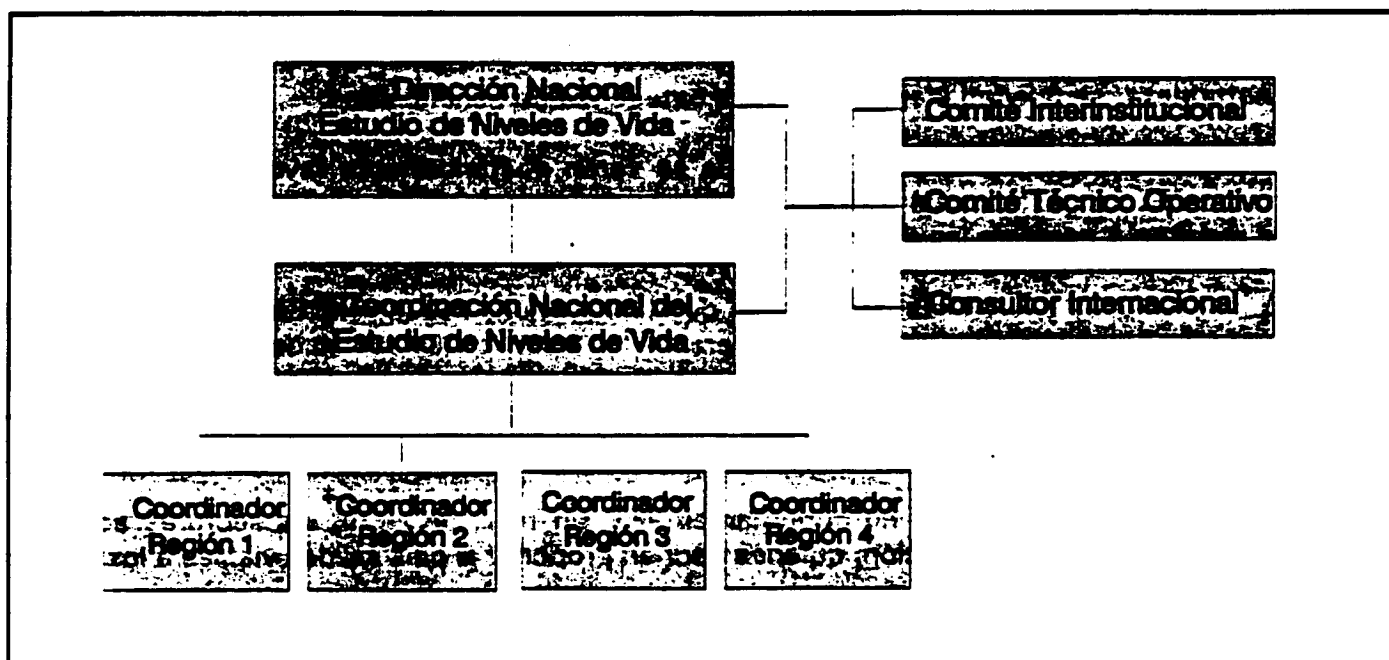 Dirección Nacional
Estudio de Niveles de Vida
Comité Interinstitucional
Comité Técnico Operativo
Consultor Internacional
Coordinación Nacional del
Estudio de Niveles de Vida
Coordinador
Región 1
Coordinador
Región 2
Coordinador
Región 3
Coordinador
Región 4